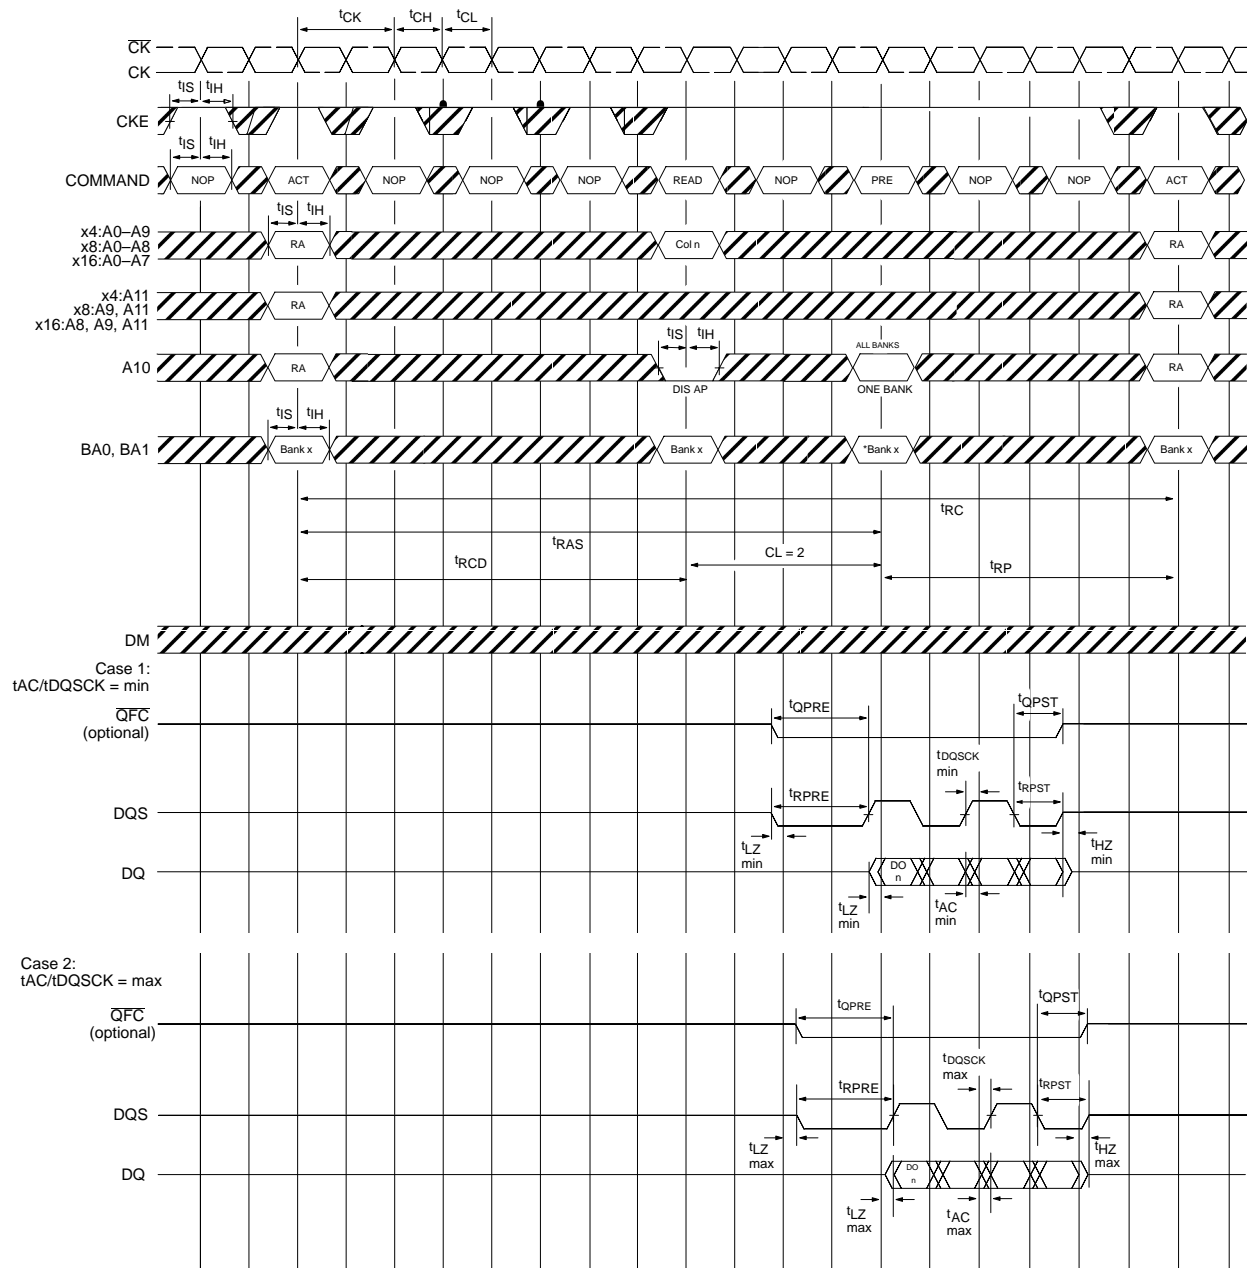 tCK tCH tCL
CK
CK
tIS tIH
CKE
tIS tIH
COMMAND NOP ACT NOP NOP NOP READ NOP PRE NOP NOP ACT
tIS tIH
x4:A0–A9
x8:A0–A8 RA Col n RA
x16:A0–A7
x4:A11
x8:A9, A11 RA RA
x16:A8, A9, A11
tIS tIH ALL BANKS
A10 RA RA
DIS AP ONE BANK
tIS tIH
BA0, BA1 Bank x Bank x *Bank x Bank x
tRC
tRAS
tRCD CL = 2 tRP
DM
Case 1:
tAC/tDQSCK = min
tQPRE tQPST
QFC
(optional)
tDQSCK
min
tRPRE tRPST
DQS
tLZ
min
tHZ
min
DQ DO
n
tLZ
min
tAC
min
Case 2:
tAC/tDQSCK = max
tQPRE tQPST
QFC
(optional)
tDQSCK
max
tRPRE tRPST
DQS
tLZ
max
tHZ
max
DQ DO
n
tLZ
max
tAC
max